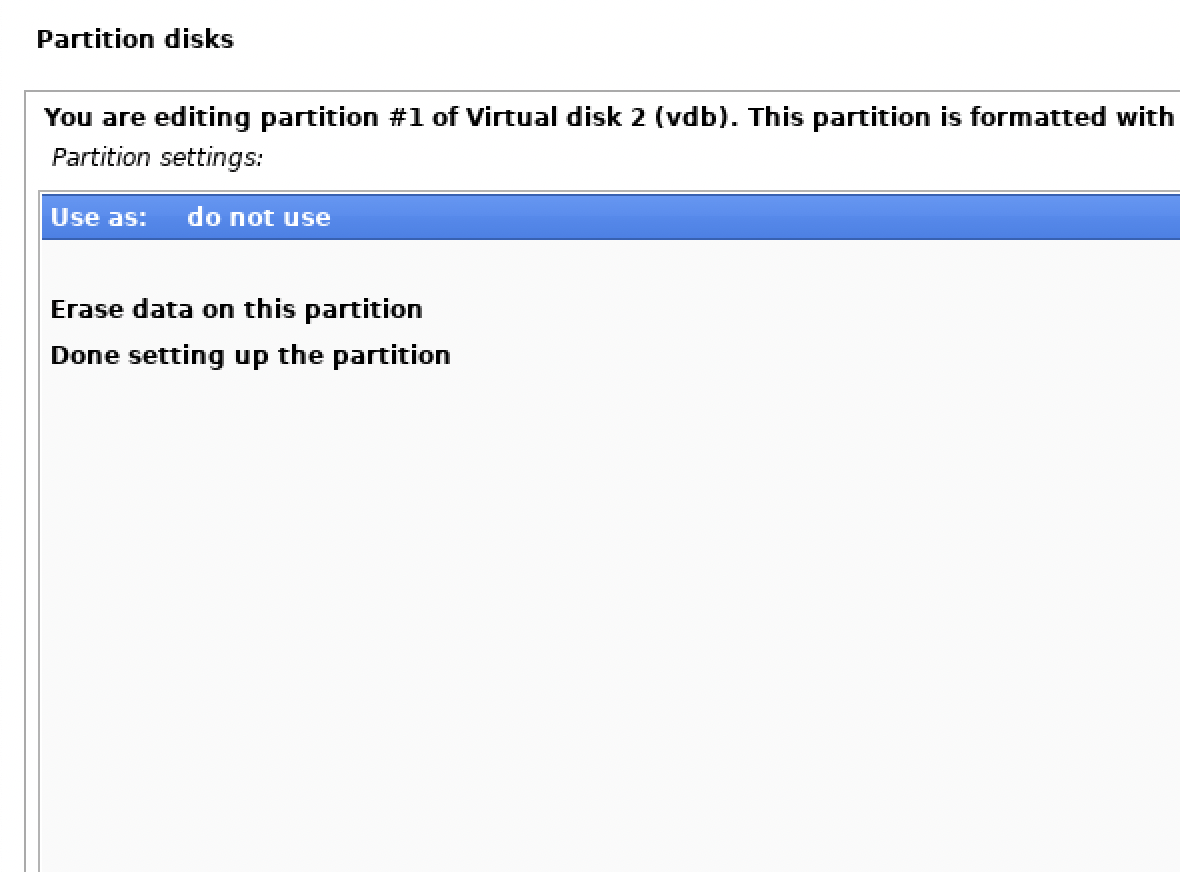 Partition disks
You are editing partition #1 of Virtual disk 2 (vdb). This partition is formatted with
Partition settings:
Use as: do not use
Erase data on this partition
Done setting up the partition